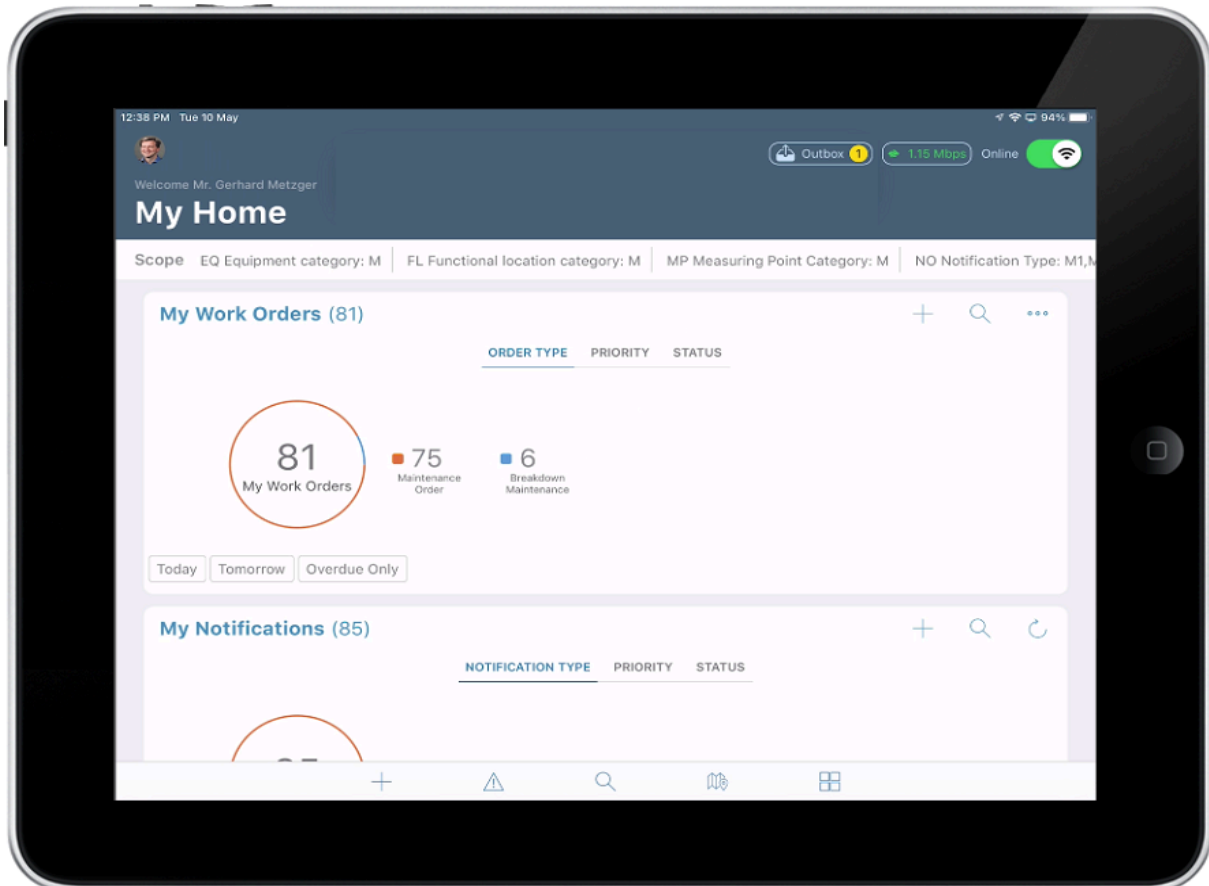 12:38 PM Tue 10 May
94%
Outbox 1
1.15 Mbps
Online
Welcome Mr. Gerhard Metzger
My Home
Scope EQ Equipment category: M FL Functional location category: M MP Measuring Point Category: M NO Notification Type: M1,
My Work Orders (81)
ORDER TYPE PRIORITY STATUS
81
My Work Orders
75
Maintenance
Order
6
Breakdown
Maintenance
Today Tomorrow Overdue Only
My Notifications (85)
NOTIFICATION TYPE PRIORITY STATUS